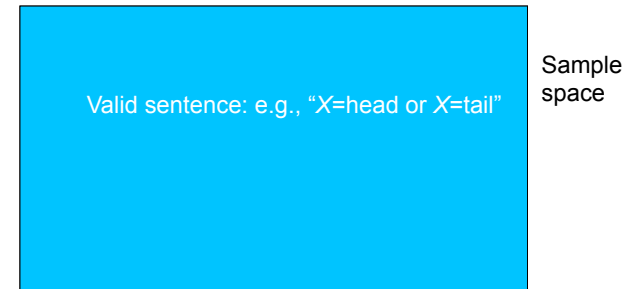 Sample
space
Valid sentence: e.g., “X=head or X=tail”